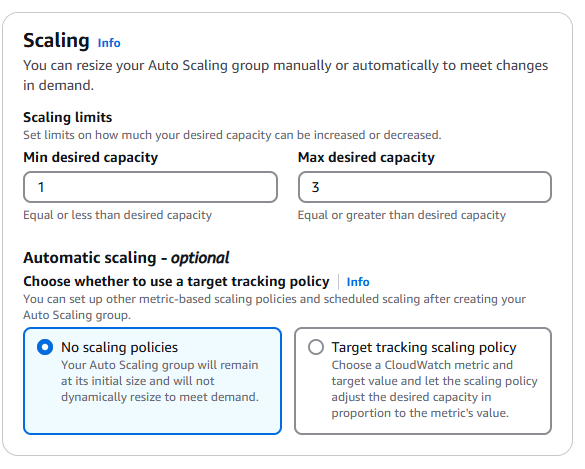 Scaling Info
You can resize your Auto Scaling group manually or automatically to meet changes
in demand.
Scaling limits
Set limits on how much your desired capacity can be increased or decreased.
Min desired capacity
1
Equal or less than desired capacity
Max desired capacity
3
Equal or greater than desired capacity
Automatic scaling - optional
Choose whether to use a target tracking policy | Info
You can set up other metric-based scaling policies and scheduled scaling after creating your
Auto Scaling group.
No scaling policies
Your Auto Scaling group will remain
at its initial size and will not
dynamically resize to meet demand.
Target tracking scaling policy
Choose a CloudWatch metric and
target value and let the scaling policy
adjust the desired capacity in
proportion to the metric's value.